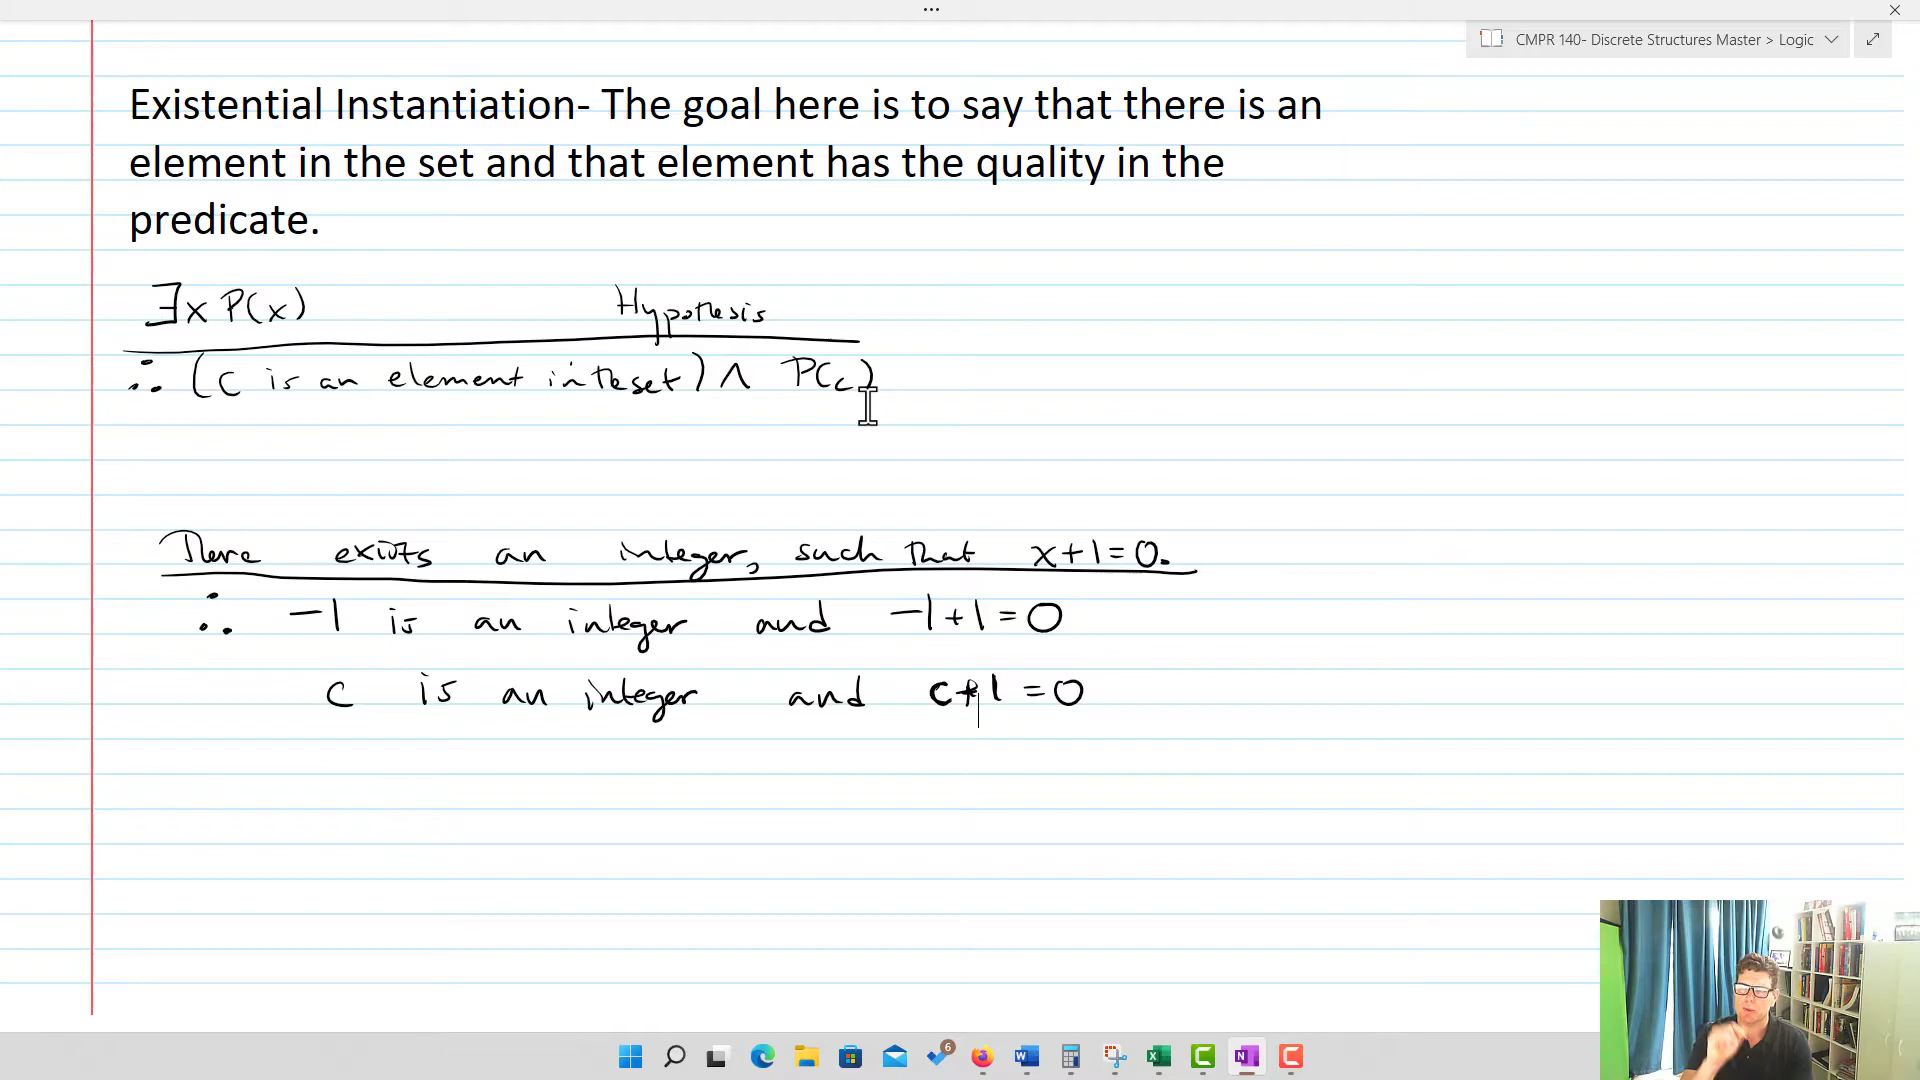 CMPR 140- Discrete Structures Master > Logic
Existential Instantiation- The goal here is to say that there is an
element in the set and that element has the quality in the
predicate.
∃x P(x) Hypothesis
∴ (c is an element in the set) ∧ P(c)
There exists an integer, such that x+1=0.
∴ -1 is an integer and -1+1=0
c is an integer and c+1=0
6